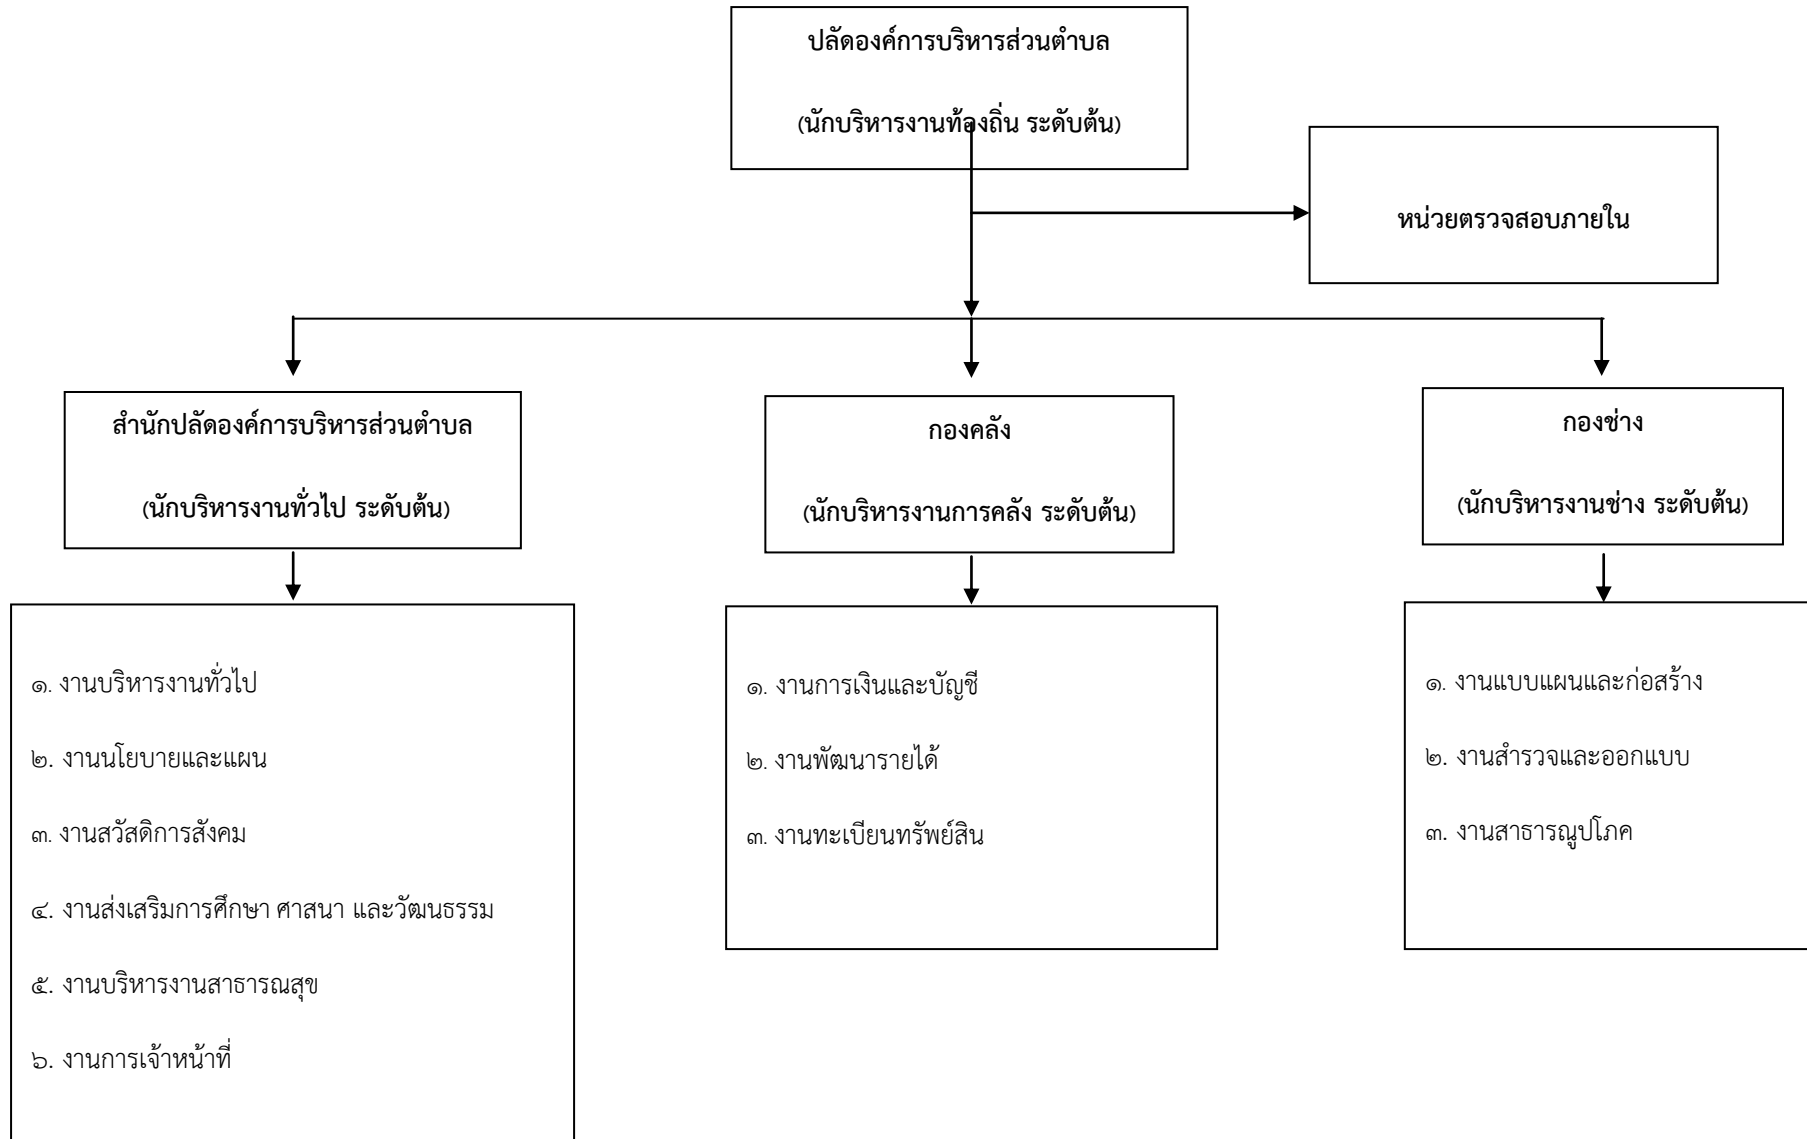 ปลัดองค์การบริหารส่วนตำบล
(นักบริหารงานท้องถิ่น ระดับต้น)
หน่วยตรวจสอบภายใน
สำนักปลัดองค์การบริหารส่วนตำบล
(นักบริหารงานทั่วไป ระดับต้น)
กองคลัง
(นักบริหารงานการคลัง ระดับต้น)
กองช่าง
(นักบริหารงานช่าง ระดับต้น)
๑. งานบริหารงานทั่วไป
๒. งานนโยบายและแผน
๓. งานสวัสดิการสังคม
๔. งานส่งเสริมการศึกษา ศาสนา และวัฒนธรรม
๕. งานบริหารงานสาธารณสุข
๖. งานการเจ้าหน้าที่
๑. งานการเงินและบัญชี
๒. งานพัฒนารายได้
๓. งานทะเบียนทรัพย์สิน
๑. งานแบบแผนและก่อสร้าง
๒. งานสำรวจและออกแบบ
๓. งานสาธารณูปโภค